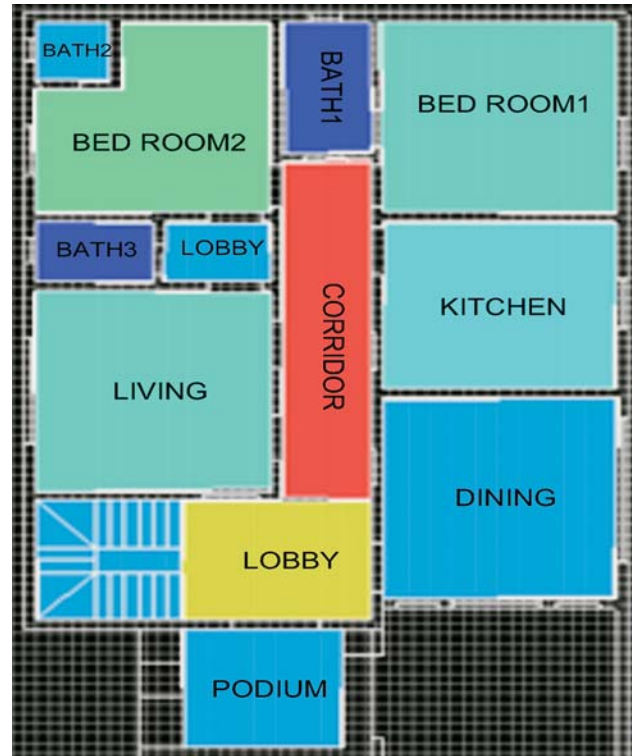 BATH2
BED ROOM2
BATH1
BED ROOM1
BATH3
LOBBY
CORRIDOR
KITCHEN
LIVING
DINING
LOBBY
PODIUM